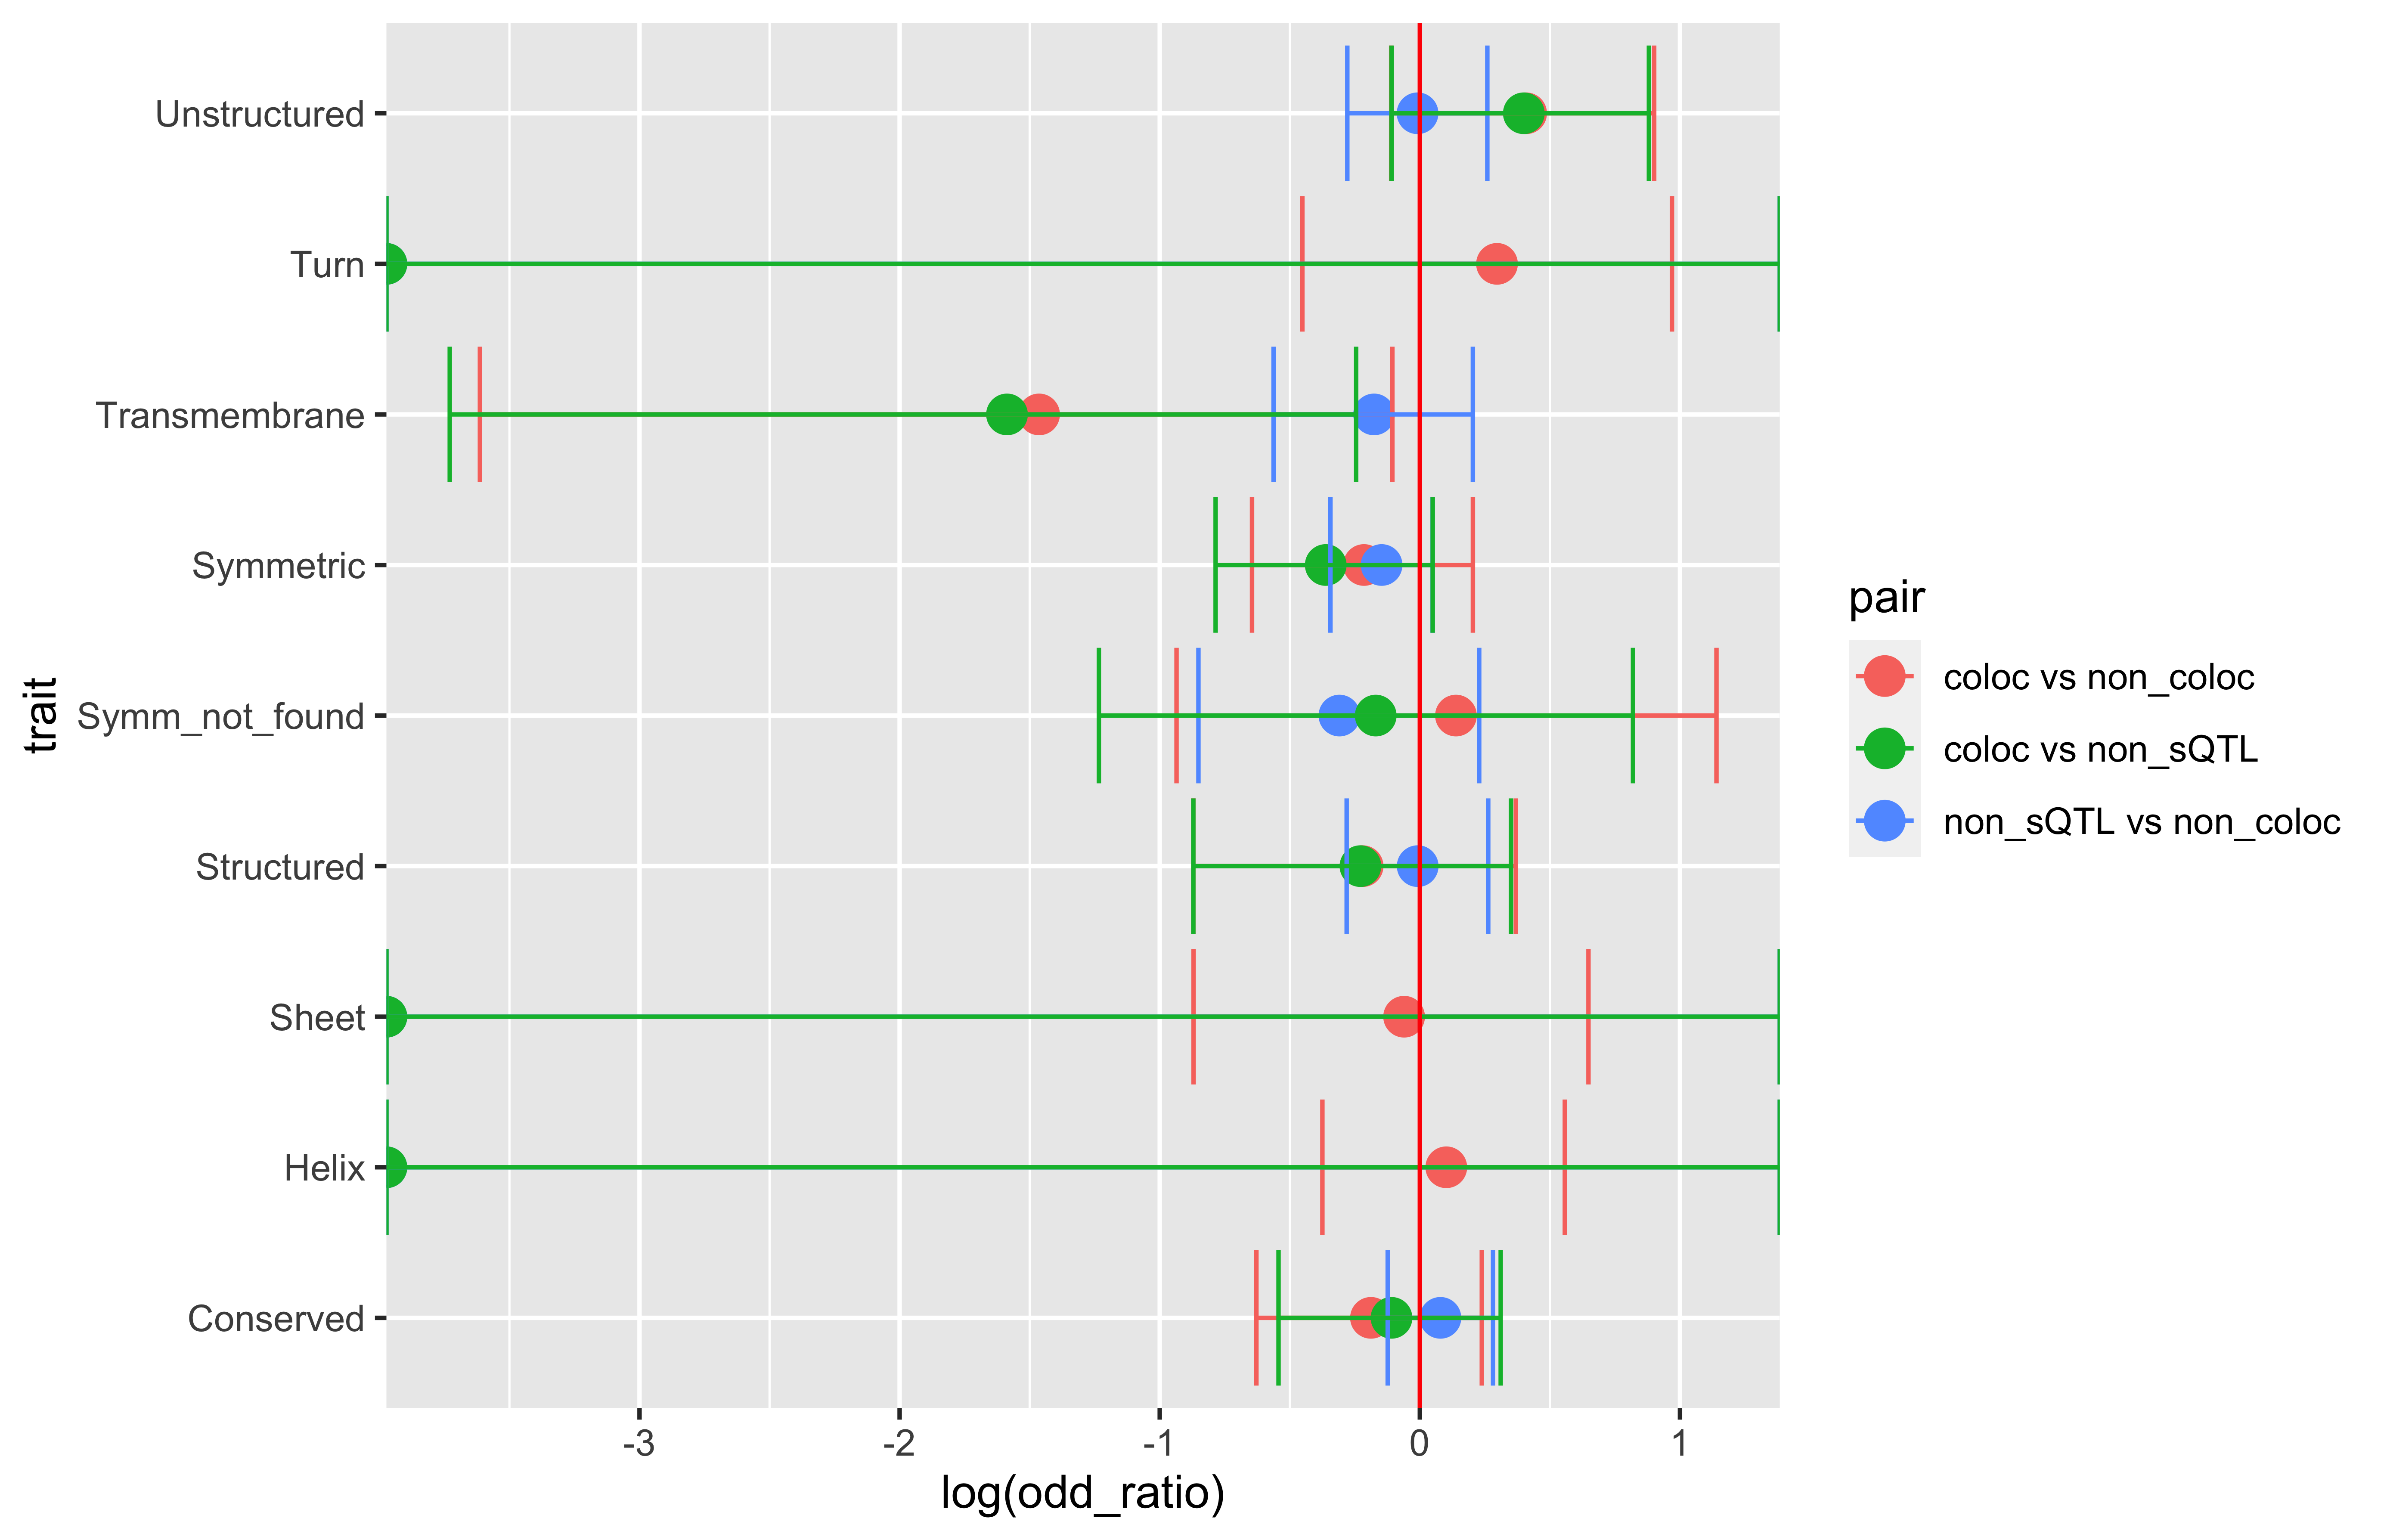 Unstructured
Turn
Transmembrane
Symmetric
Symm_not_found
Structured
Sheet
Helix
Conserved
trait
-3 -2 -1 0 1
log(odd_ratio)
pair
coloc vs non_coloc
coloc vs non_sQTL
non_sQTL vs non_coloc